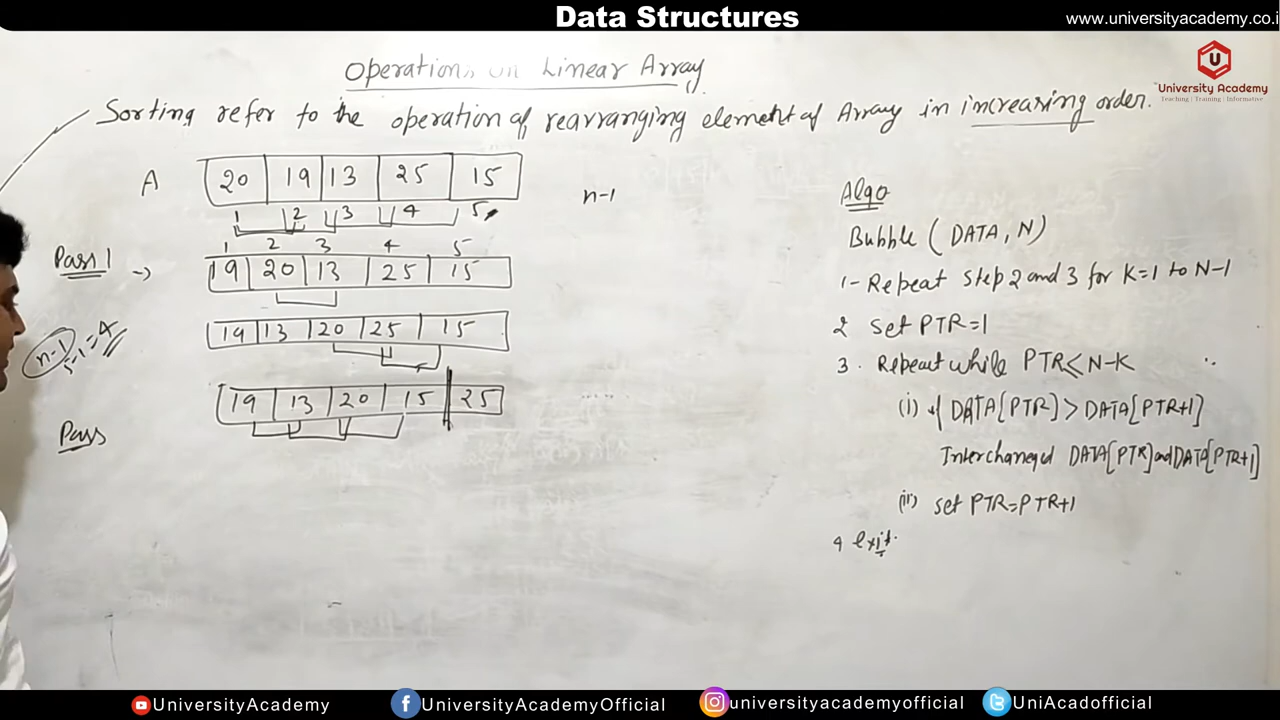 Data Structures
www.universityacademy.co.i
University Academy
Teaching | Training | Informative
Operations on Linear Array
Sorting refer to the operation of rearranging element of Array in increasing order.
A 20 19 13 25 15
1 2 3 4 5
n-1
1 2 3 4 5
Pass 1 → 19 20 13 25 15
19 13 20 25 15
n-1
5-1=4
19 13 20 15 25
Pass
Algo
Bubble (DATA, N)
1- Repeat Step 2 and 3 for K=1 to N-1
2 Set PTR=1
3. Repeat while PTR≤N-K
(i) if DATA[PTR] > DATA[PTR+1]
Interchanged DATA[PTR] and DATA[PTR+1]
(ii) set PTR=PTR+1
4 exit.
UniversityAcademy
UniversityAcademyOfficial
universityacademyofficial
UniAcadofficial